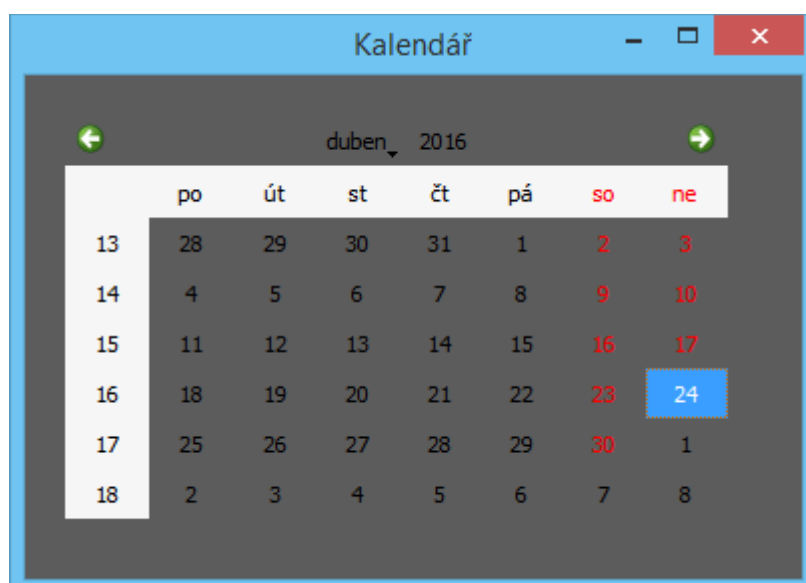 Kalendář
duben 2016
po út st čt pá so ne
13 28 29 30 31 1 2 3
14 4 5 6 7 8 9 10
15 11 12 13 14 15 16 17
16 18 19 20 21 22 23 24
17 25 26 27 28 29 30 1
18 2 3 4 5 6 7 8